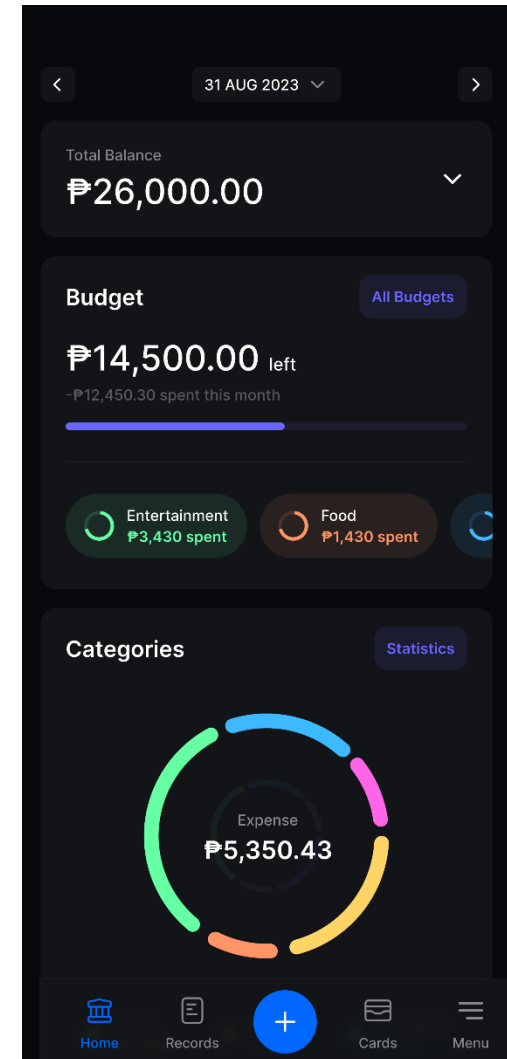 31 AUG 2023
Total Balance
₱26,000.00
Budget
All Budgets
₱14,500.00 left
-₱12,450.30 spent this month
Entertainment
₱3,430 spent
Food
₱1,430 spent
Categories
Statistics
Expense
₱5,350.43
Home
Records
Cards
Menu